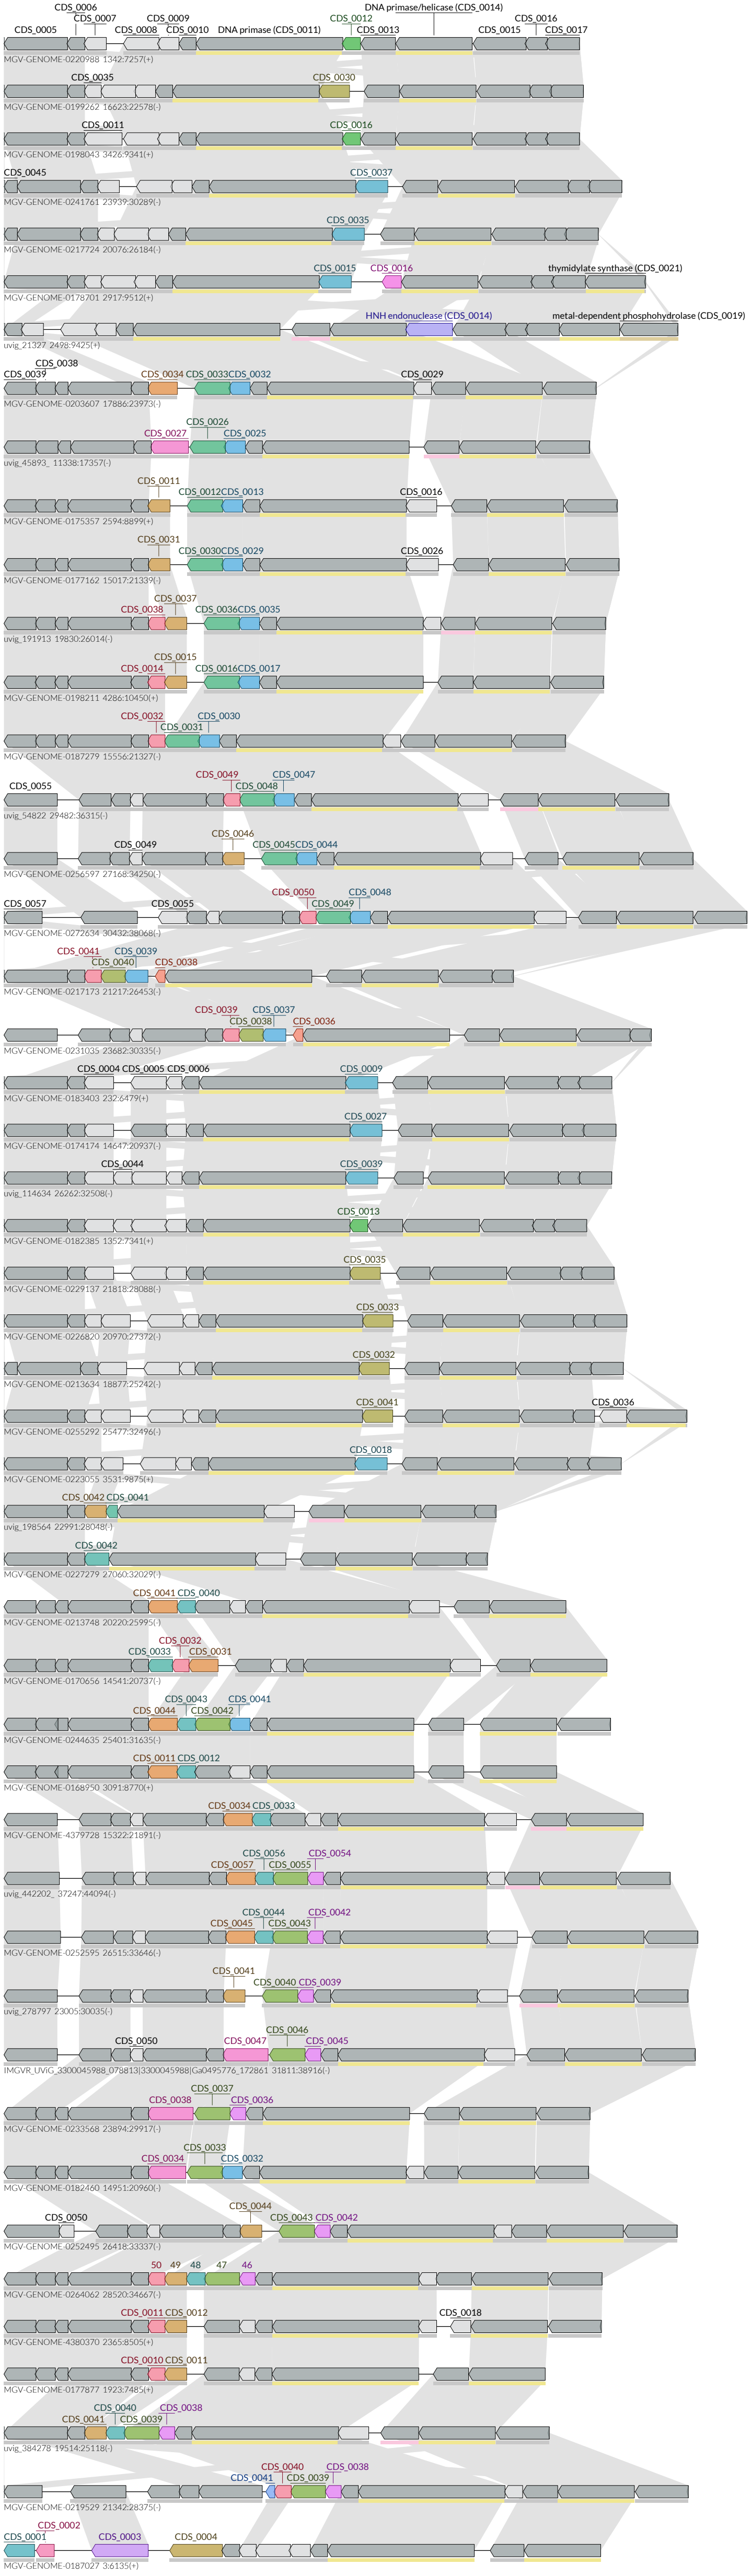 DNA primase/helicase (CDS_0014)
CDS_0006
CDS_0007 CDS_0009 CDS_0012 CDS_0016
CDS_0005 CDS_0008 CDS_0010 DNA primase (CDS_0011) CDS_0013 CDS_0015 CDS_0017
MGV-GENOME-0220988 1342:7257(+)
CDS_0035 CDS_0030
MGV-GENOME-0199262 16623:22578(-)
CDS_0011 CDS_0016
MGV-GENOME-0198043 3426:9341(+)
CDS_0045 CDS_0037
MGV-GENOME-0241761 23939:30289(-)
CDS_0035
MGV-GENOME-0217724 20076:26184(-)
CDS_0015 CDS_0016 thymidylate synthase (CDS_0021)
MGV-GENOME-0178701 2917:9512(+)
HNH endonuclease (CDS_0014) metal-dependent phosphohydrolase (CDS_0019)
uvig_21327 2498:9425(+)
CDS_0038
CDS_0039 CDS_0034 CDS_0033 CDS_0032 CDS_0029
MGV-GENOME-0203607 17886:23973(-)
CDS_0026
CDS_0027 CDS_0025
uvig_45893_ 11338:17357(-)
CDS_0011
CDS_0012 CDS_0013 CDS_0016
MGV-GENOME-0175357 2594:8899(+)
CDS_0031
CDS_0030 CDS_0029 CDS_0026
MGV-GENOME-0177162 15017:21339(-)
CDS_0037
CDS_0038 CDS_0036 CDS_0035
uvig_191913 19830:26014(-)
CDS_0015
CDS_0014 CDS_0016 CDS_0017
MGV-GENOME-0198211 4286:10450(+)
CDS_0032 CDS_0030
CDS_0031
MGV-GENOME-0187279 15556:21327(-)
CDS_0049 CDS_0047
CDS_0055 CDS_0048
uvig_54822 29482:36315(-)
CDS_0046
CDS_0049 CDS_0045 CDS_0044
MGV-GENOME-0256597 27168:34250(-)
CDS_0050 CDS_0048
CDS_0057 CDS_0055 CDS_0049
MGV-GENOME-0272634 30432:38068(-)
CDS_0041 CDS_0039
CDS_0040 CDS_0038
MGV-GENOME-0217173 21217:26453(-)
CDS_0039 CDS_0037
CDS_0038 CDS_0036
MGV-GENOME-0231035 23682:30335(-)
CDS_0004 CDS_0005 CDS_0006 CDS_0009
MGV-GENOME-0183403 232:6479(+)
CDS_0027
MGV-GENOME-0174174 14647:20937(-)
CDS_0044 CDS_0039
uvig_114634 26262:32508(-)
CDS_0013
MGV-GENOME-0182385 1352:7341(+)
CDS_0035
MGV-GENOME-0229137 21818:28088(-)
CDS_0033
MGV-GENOME-0226820 20970:27372(-)
CDS_0032
MGV-GENOME-0213634 18877:25242(-)
CDS_0041 CDS_0036
MGV-GENOME-0255292 25477:32496(-)
CDS_0018
MGV-GENOME-0223055 3531:9875(+)
CDS_0042 CDS_0041
uvig_198564 22991:28048(-)
CDS_0042
MGV-GENOME-0227279 27060:32029(-)
CDS_0041 CDS_0040
MGV-GENOME-0213748 20220:25995(-)
CDS_0032
CDS_0033 CDS_0031
MGV-GENOME-0170656 14541:20737(-)
CDS_0043 CDS_0041
CDS_0044 CDS_0042
MGV-GENOME-0244635 25401:31635(-)
CDS_0011 CDS_0012
MGV-GENOME-0168950 3091:8770(+)
CDS_0034 CDS_0033
MGV-GENOME-4379728 15322:21891(-)
CDS_0056 CDS_0054
CDS_0057 CDS_0055
uvig_442202_ 37247:44094(-)
CDS_0044 CDS_0042
CDS_0045 CDS_0043
MGV-GENOME-0252595 26515:33646(-)
CDS_0041
CDS_0040 CDS_0039
uvig_278797 23005:30035(-)
CDS_0046
CDS_0050 CDS_0047 CDS_0045
IMGVR_UViG_3300045988_078813|3300045988|Ga0495776_172861 31811:38916(-)
CDS_0037
CDS_0038 CDS_0036
MGV-GENOME-0233568 23894:29917(-)
CDS_0033
CDS_0034 CDS_0032
MGV-GENOME-0182460 14951:20960(-)
CDS_0044
CDS_0050 CDS_0043 CDS_0042
MGV-GENOME-0252495 26418:33337(-)
50 49 48 47 46
MGV-GENOME-0264062 28520:34667(-)
CDS_0011 CDS_0012 CDS_0018
MGV-GENOME-4380370 2365:8505(+)
CDS_0010 CDS_0011
MGV-GENOME-0177877 1923:7485(+)
CDS_0040 CDS_0038
CDS_0041 CDS_0039
uvig_384278 19514:25118(-)
CDS_0040 CDS_0038
CDS_0041 CDS_0039
MGV-GENOME-0219529 21342:28375(-)
CDS_0002
CDS_0001 CDS_0003 CDS_0004
MGV-GENOME-0187027 3:6135(+)